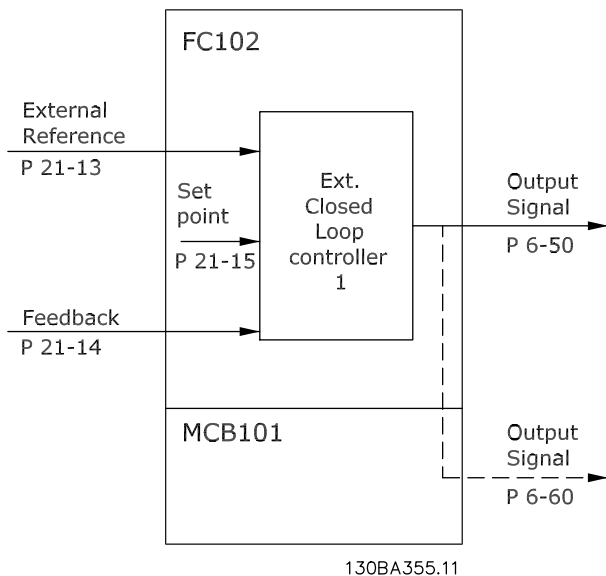 FC102
External
Reference
P 21-13
Set
point
P 21-15
Feedback
P 21-14
Ext.
Closed
Loop
controller
1
Output
Signal
P 6-50
MCB101
Output
Signal
P 6-60
130BA355.11